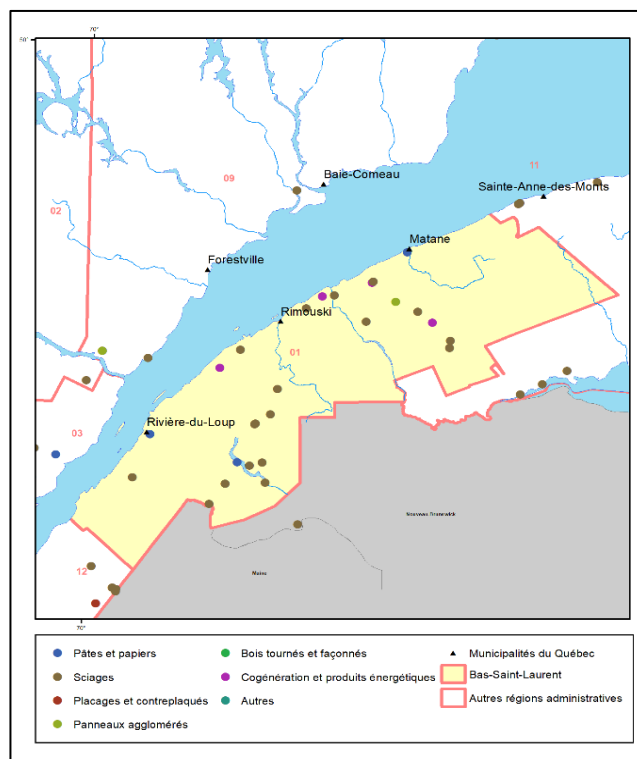 70°
50°
11
Baie-Comeau
09
Sainte-Anne-des-Monts
02
Matane
Forestville
Rimouski
01
03
Rivière-du-Loup
Nouveau Brunswick
12
Maine
70°
Pâtes et papiers
Bois tournés et façonnés
Municipalités du Québec
Sciages
Cogénération et produits énergétiques
Bas-Saint-Laurent
Placages et contreplaqués
Autres
Autres régions administratives
Panneaux agglomérés